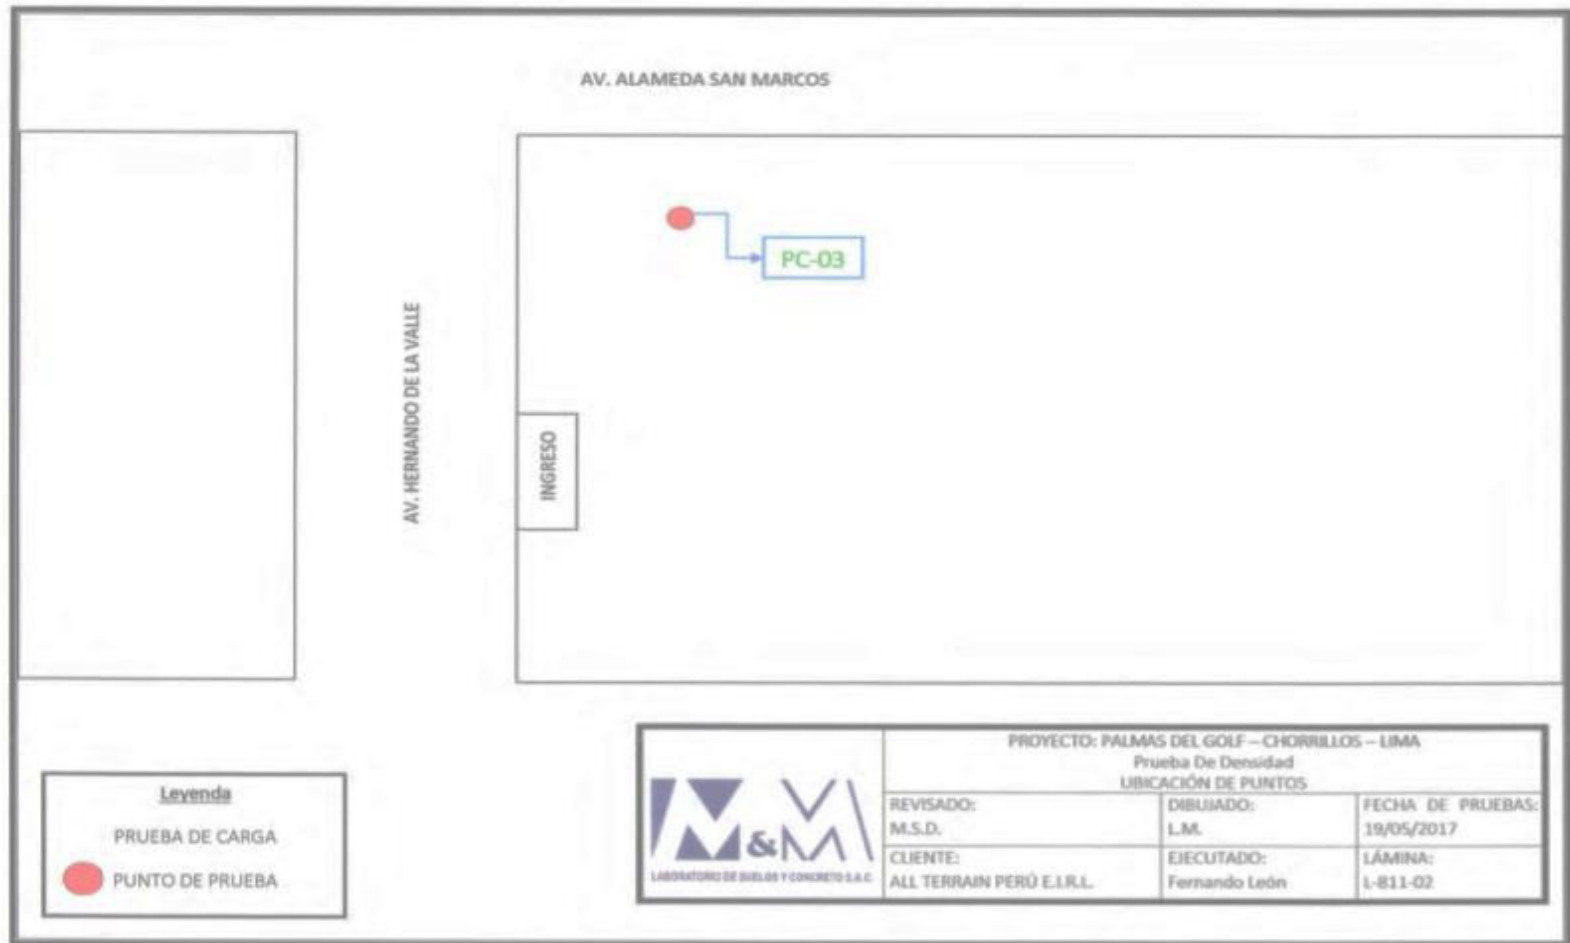 AV. ALAMEDA SAN MARCOS
PC-03
AV. HERNANDO DE LA VALLE
INGRESO
Leyenda
PRUEBA DE CARGA
PUNTO DE PRUEBA
M&M
LABORATORIO DE SUELOS Y CONCRETO S.A.C
PROYECTO: PALMAS DEL GOLF – CHORRILLOS – LIMA
Prueba De Densidad
UBICACIÓN DE PUNTOS
REVISADO:
M.S.D.
DIBUJADO:
L.M.
FECHA DE PRUEBAS:
19/05/2017
CLIENTE:
ALL TERRAIN PERÚ E.I.R.L.
EJECUTADO:
Fernando León
LÁMINA:
L-811-02